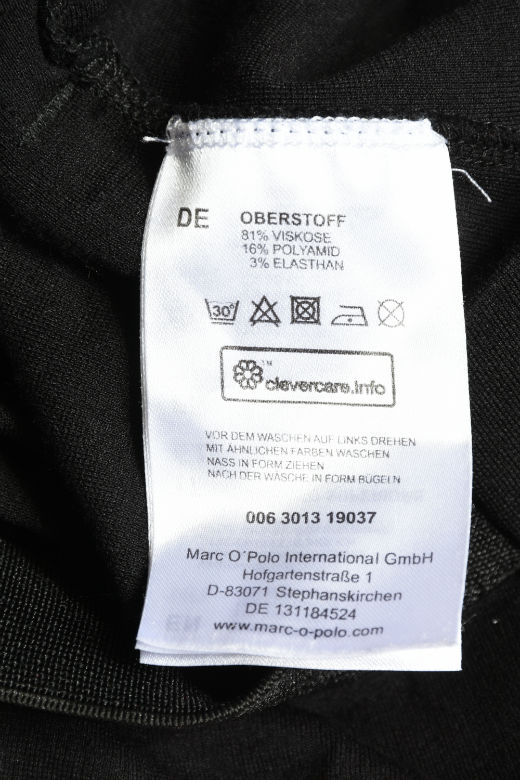 DE OBERSTOFF
81% VISKOSE
16% POLYAMID
3% ELASTHAN
30°
clevercare.info
™
VOR DEM WASCHEN AUF LINKS DREHEN
MIT ÄHNLICHEN FARBEN WASCHEN
NASS IN FORM ZIEHEN
NACH DER WÄSCHE IN FORM BÜGELN
006 3013 19037
Marc O´Polo International GmbH
Hofgartenstraße 1
D-83071 Stephanskirchen
DE 131184524
www.marc-o-polo.com